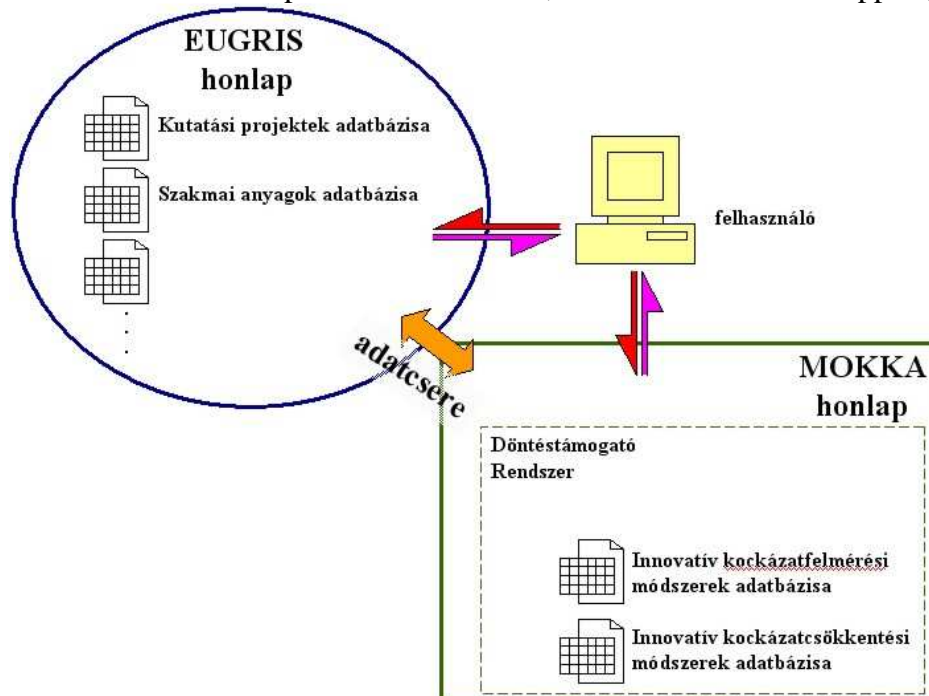 EUGRIS
honlap
Kutatási projektek adatbázisa
Szakmai anyagok adatbázisa
felhasználó
adatcsere
MOKKA
honlap
Döntéstámogató
Rendszer
Innovatív kockázatfelmérési
módszerek adatbázisa
Innovatív kockázatcsökkentési
módszerek adatbázisa